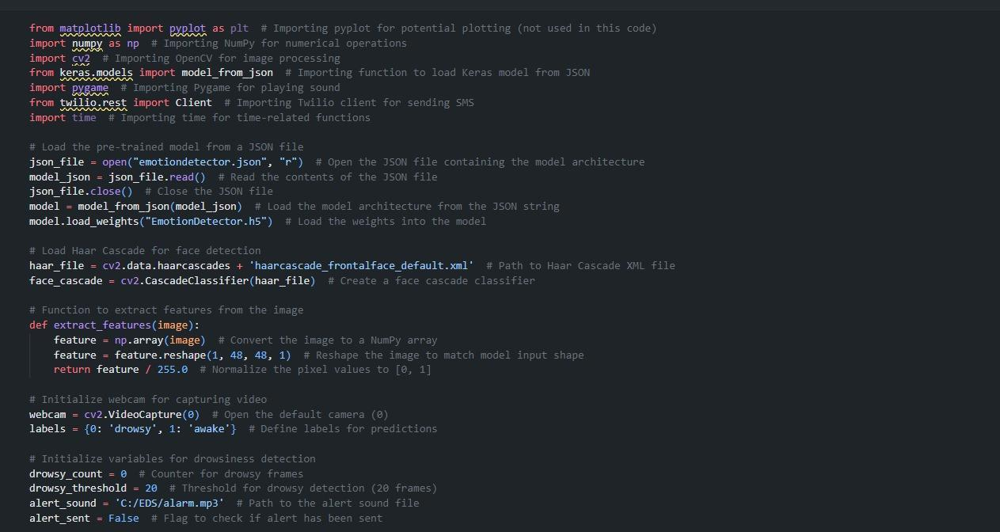 from matplotlib import pyplot as plt  # Importing pyplot for potential plotting (not used in this code)
import numpy as np  # Importing NumPy for numerical operations
import cv2  # Importing OpenCV for image processing
from keras.models import model_from_json  # Importing function to load Keras model from JSON
import pygame  # Importing Pygame for playing sound
from twilio.rest import Client  # Importing Twilio client for sending SMS
import time  # Importing time for time-related functions
# Load the pre-trained model from a JSON file
json_file = open("emotiondetector.json", "r")  # Open the JSON file containing the model architecture
model_json = json_file.read()  # Read the contents of the JSON file
json_file.close()  # Close the JSON file
model = model_from_json(model_json)  # Load the model architecture from the JSON string
model.load_weights("EmotionDetector.h5")  # Load the weights into the model
# Load Haar Cascade for face detection
haar_file = cv2.data.haarcascades + 'haarcascade_frontalface_default.xml'  # Path to Haar Cascade XML file
face_cascade = cv2.CascadeClassifier(haar_file)  # Create a face cascade classifier
# Function to extract features from the image
def extract_features(image):
    feature = np.array(image)  # Convert the image to a NumPy array
    feature = feature.reshape(1, 48, 48, 1)  # Reshape the image to match model input shape
    return feature / 255.0  # Normalize the pixel values to [0, 1]
# Initialize webcam for capturing video
webcam = cv2.VideoCapture(0)  # Open the default camera (0)
labels = {0: 'drowsy', 1: 'awake'}  # Define labels for predictions
# Initialize variables for drowsiness detection
drowsy_count = 0  # Counter for drowsy frames
drowsy_threshold = 20  # Threshold for drowsy detection (20 frames)
alert_sound = 'C:/EDS/alarm.mp3'  # Path to the alert sound file
alert_sent = False  # Flag to check if alert has been sent